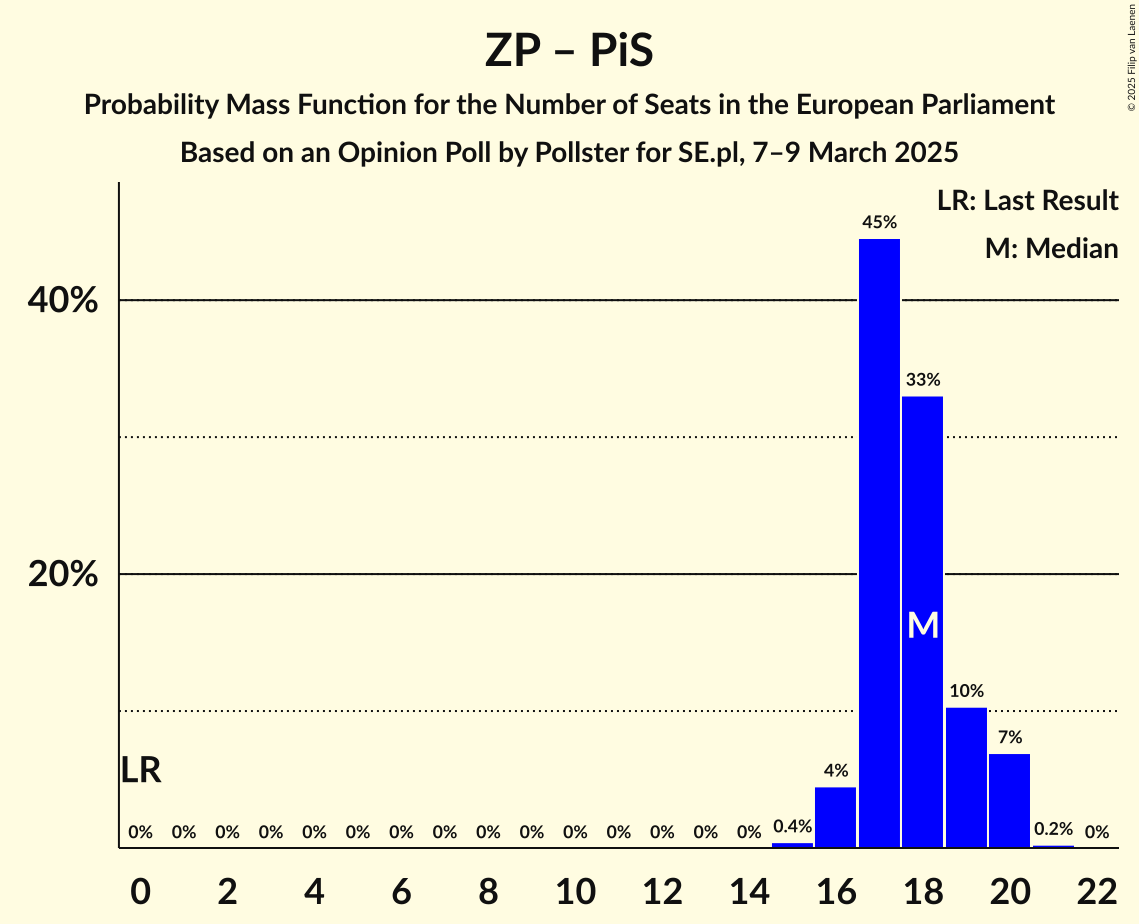 ZP – PiS
Probability Mass Function for the Number of Seats in the European Parliament
Based on an Opinion Poll by Pollster for SE.pl, 7–9 March 2025
© 2025 Filip van Laenen
LR: Last Result
M: Median
45%
40%
33%
20%
M
10%
7%
LR
4%
0% 0% 0% 0% 0% 0% 0% 0% 0% 0% 0% 0% 0% 0% 0% 0.4% 0.2% 0%
0 2 4 6 8 10 12 14 16 18 20 22